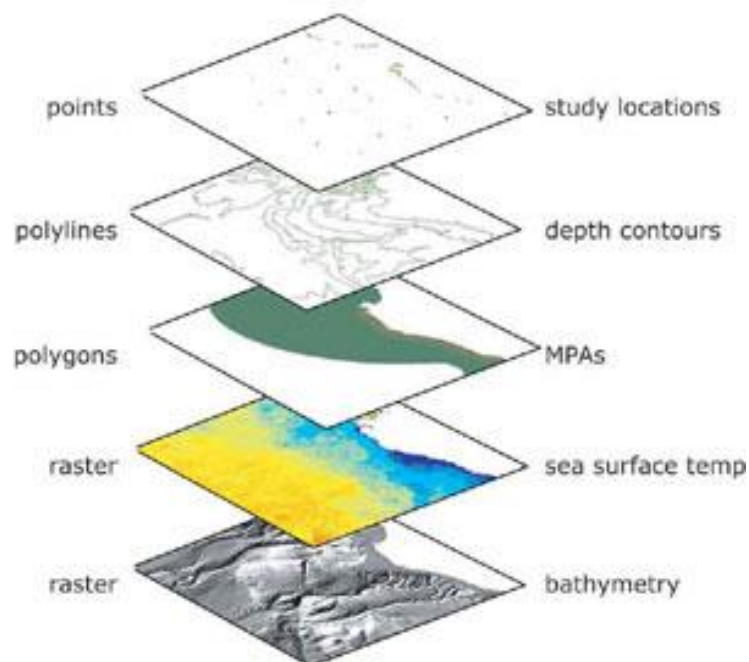 points study locations
polylines depth contours
polygons MPAs
raster sea surface temp
raster bathymetry